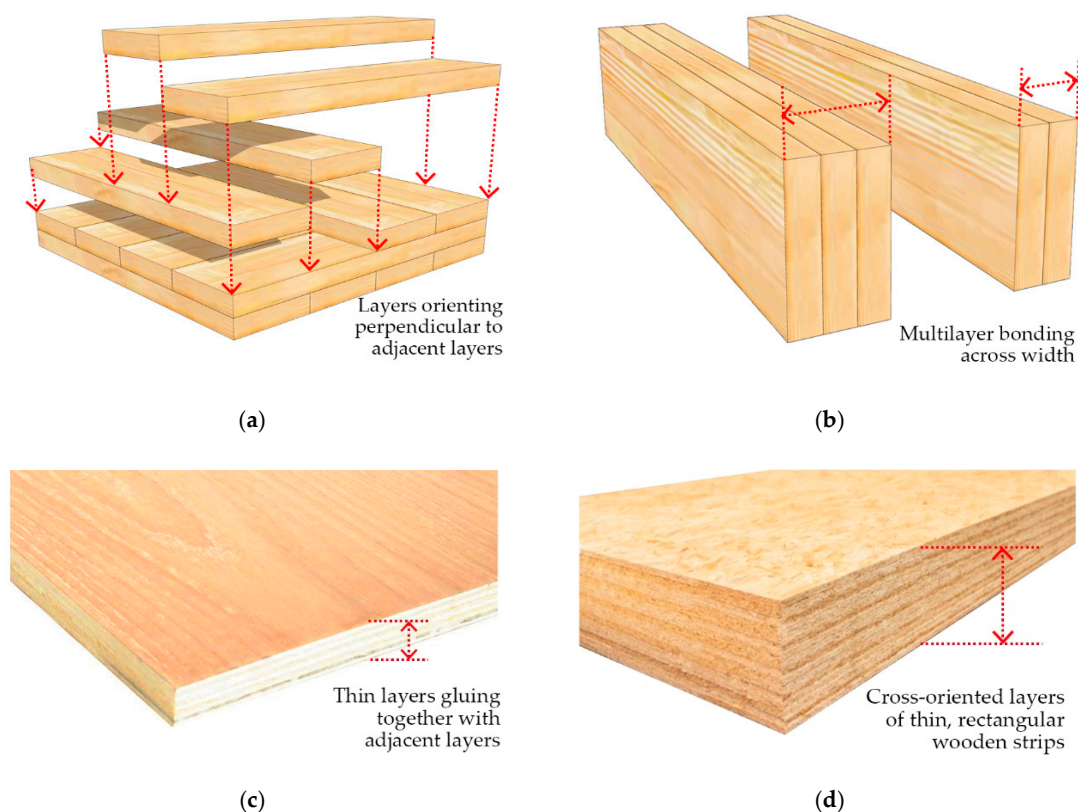 Layers orienting
perpendicular to
adjacent layers
Multilayer bonding
across width
(a)
(b)
Thin layers gluing
together with
adjacent layers
Cross-oriented layers
of thin, rectangular
wooden strips
(c)
(d)